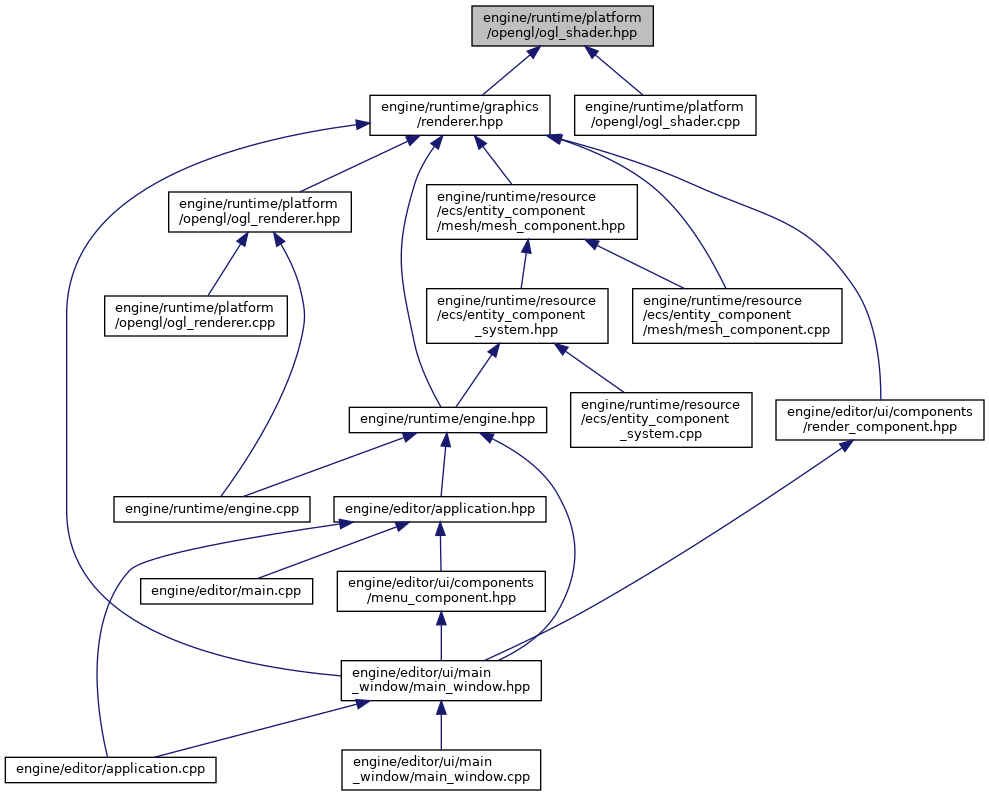 engine/runtime/platform
/opengl/ogl_shader.hpp
engine/runtime/graphics
/renderer.hpp
engine/runtime/platform
/opengl/ogl_shader.cpp
engine/runtime/platform
/opengl/ogl_renderer.hpp
engine/runtime/resource
/ecs/entity_component
/mesh/mesh_component.hpp
engine/runtime/platform
/opengl/ogl_renderer.cpp
engine/runtime/resource
/ecs/entity_component
_system.hpp
engine/runtime/resource
/ecs/entity_component
/mesh/mesh_component.cpp
engine/runtime/engine.hpp
engine/runtime/resource
/ecs/entity_component
_system.cpp
engine/editor/ui/components
/render_component.hpp
engine/runtime/engine.cpp
engine/editor/application.hpp
engine/editor/main.cpp
engine/editor/ui/components
/menu_component.hpp
engine/editor/ui/main
_window/main_window.hpp
engine/editor/application.cpp
engine/editor/ui/main
_window/main_window.cpp